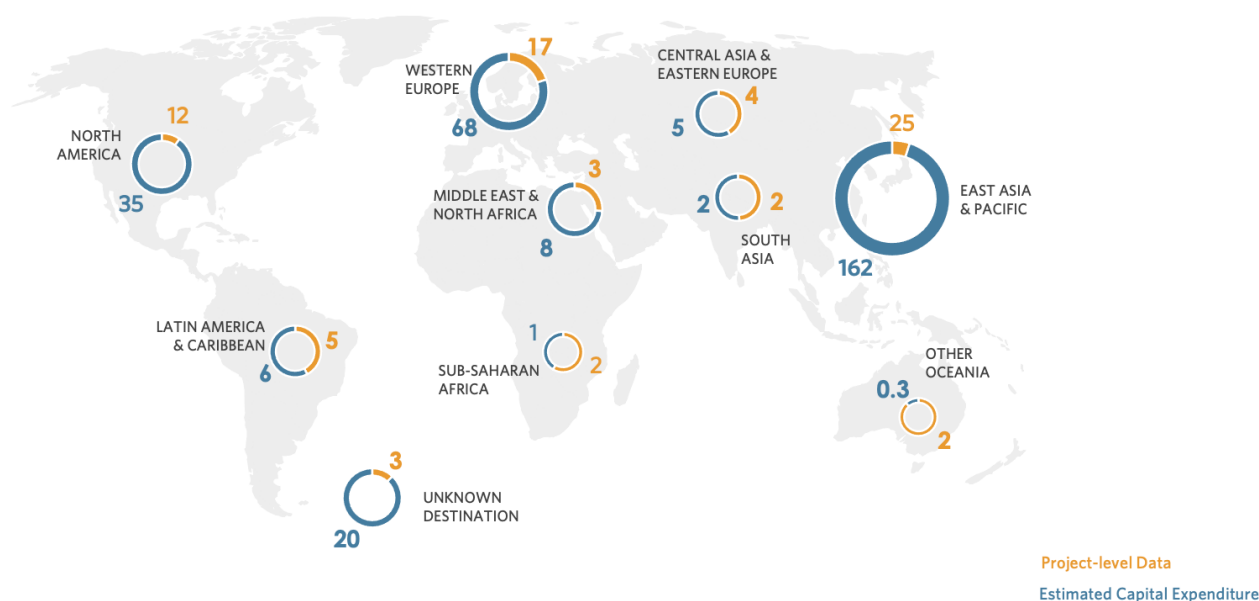 17
WESTERN
EUROPE
68
CENTRAL ASIA &
EASTERN EUROPE
4
5
12
NORTH
AMERICA
35
25
EAST ASIA
& PACIFIC
162
3
MIDDLE EAST &
NORTH AFRICA
8
2
2
SOUTH
ASIA
LATIN AMERICA
& CARIBBEAN
5
6
1
SUB-SAHARAN
AFRICA
2
OTHER
OCEANIA
0.3
2
3
UNKNOWN
DESTINATION
20
Project-level Data
Estimated Capital Expenditure